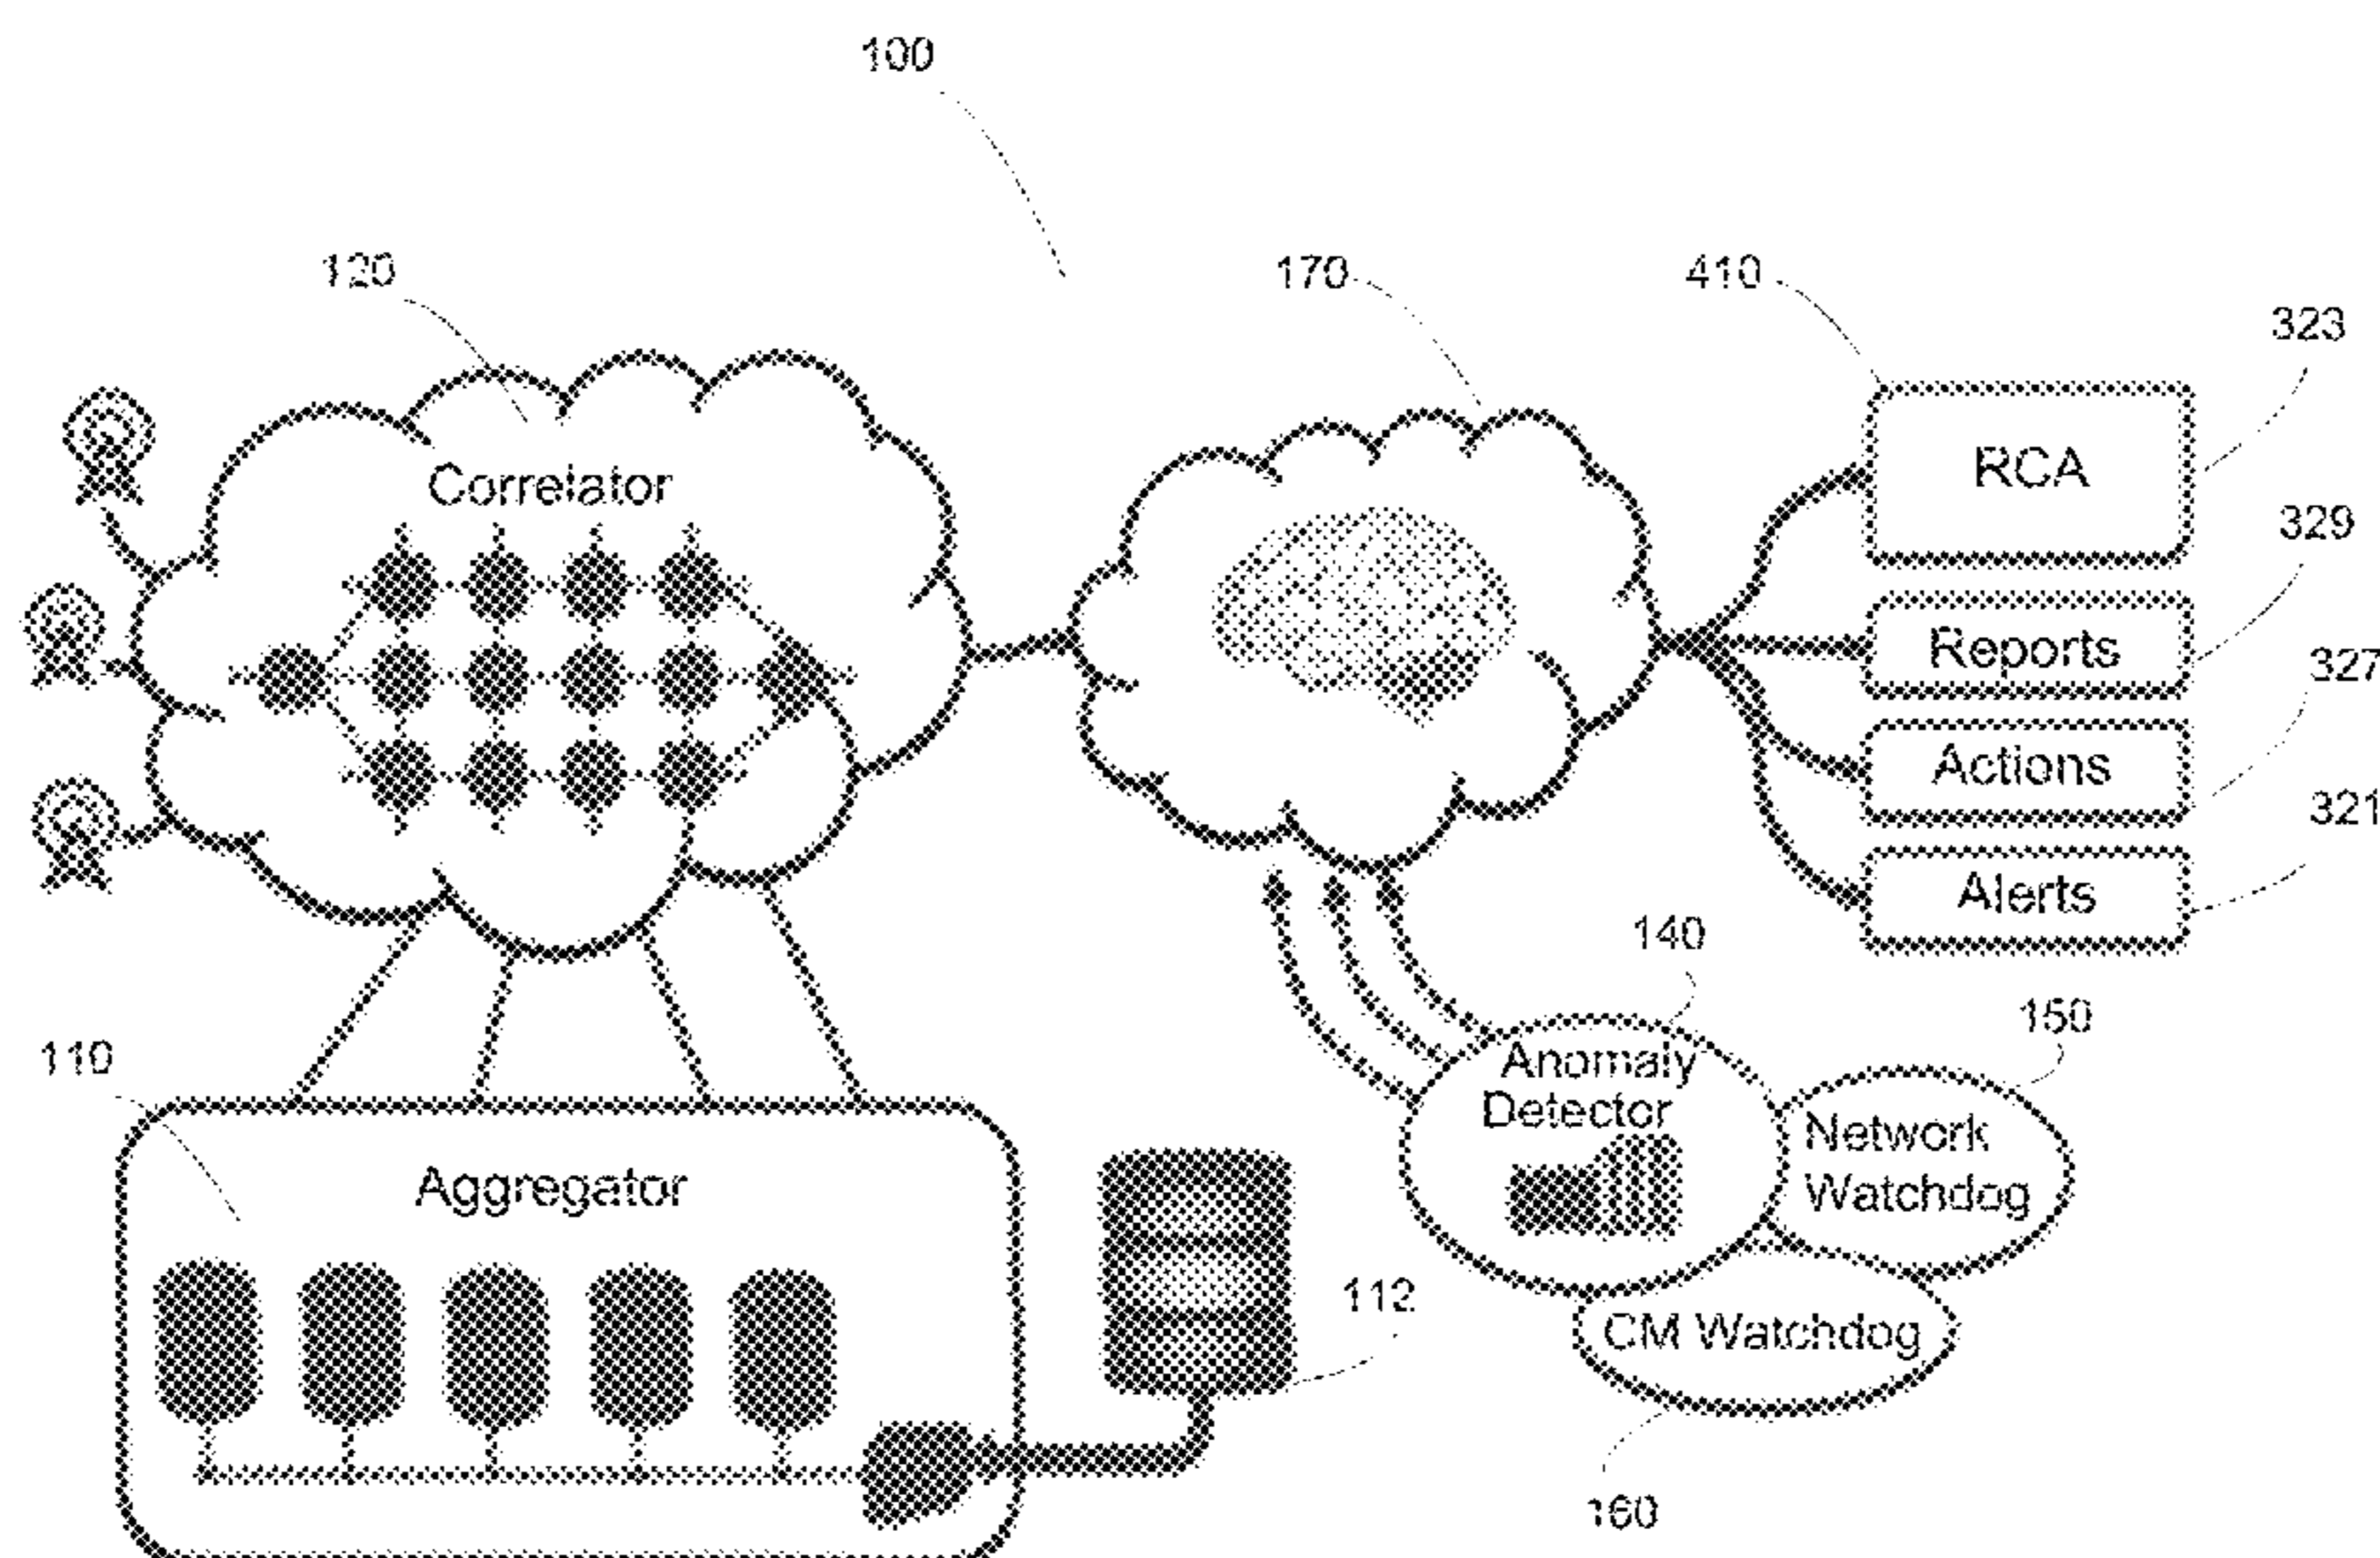 100
120
170
410
323
Correlator
RCA
329
Reports
327
Actions
321
Alerts
140
150
110
Anomaly
Detector
Network
Watchdog
Aggregator
112
CM Watchdog
160